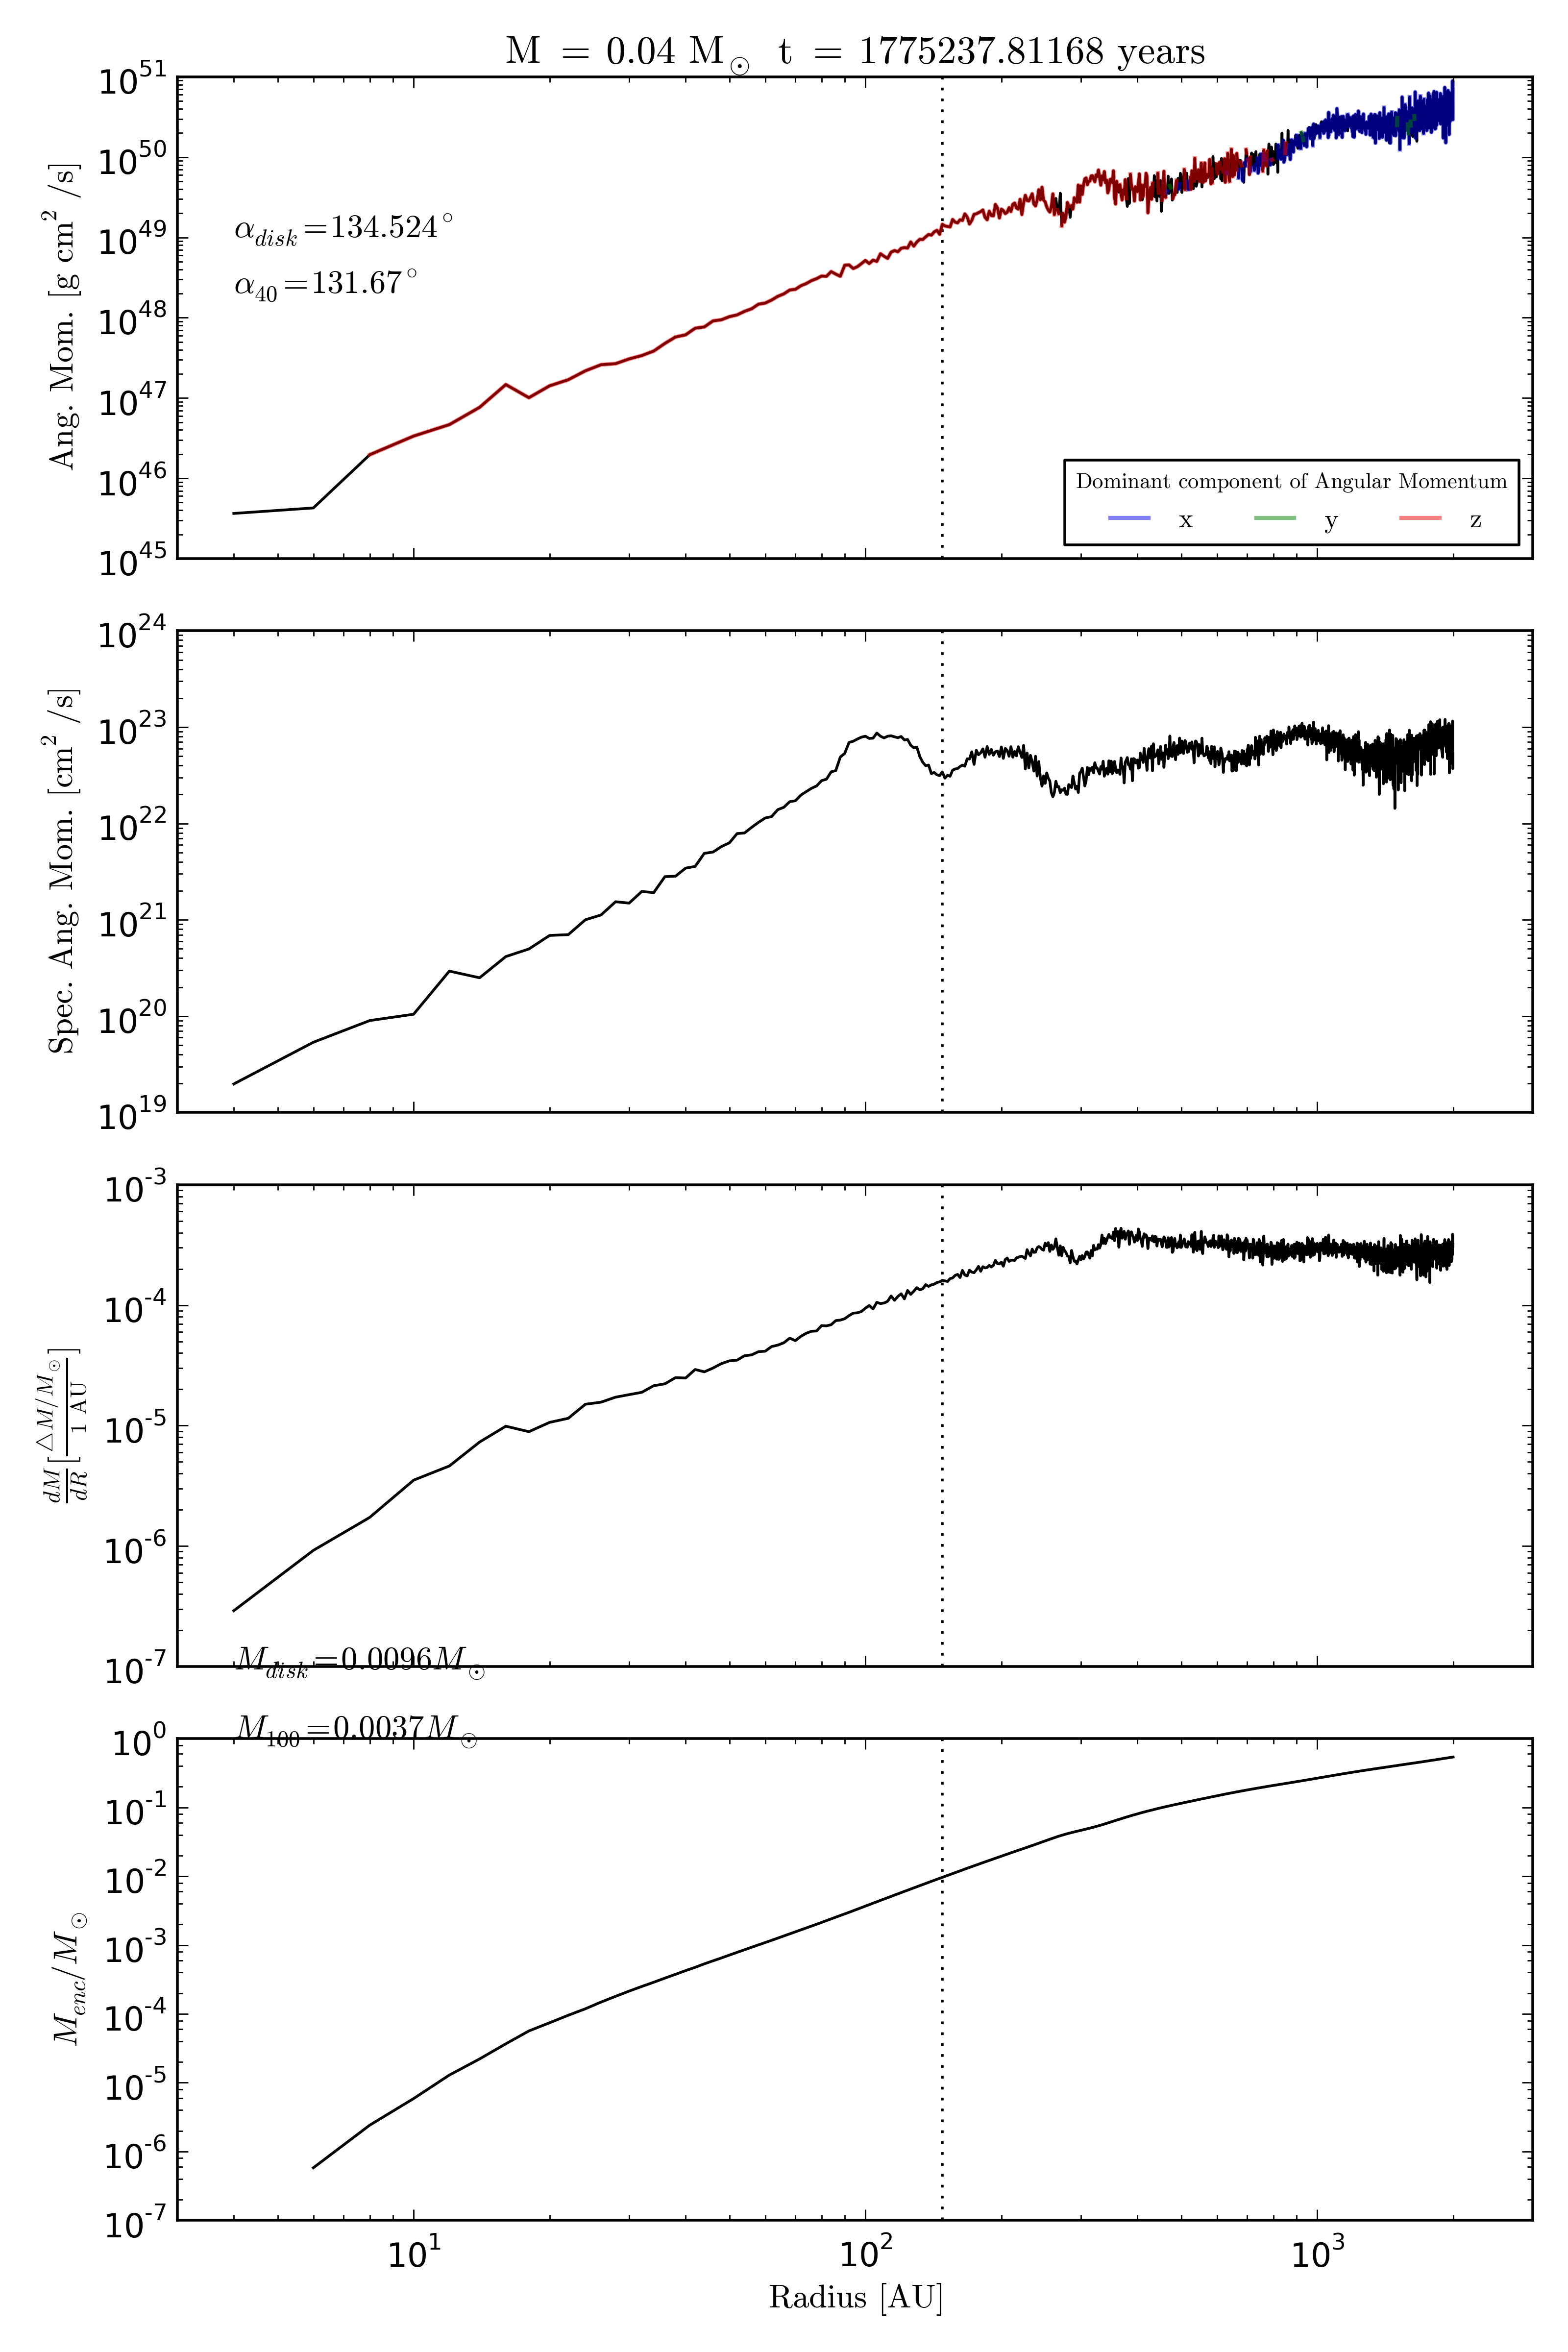 M = 0.04 M⊙ t = 1775237.81168 years
10^51
10^50
10^49
10^48
10^47
10^46
10^45
Ang. Mom. [g cm^2 /s]
α_disk=134.524°
α_40=131.67°
Dominant component of Angular Momentum
x y z
10^24
10^23
10^22
10^21
10^20
10^19
Spec. Ang. Mom. [cm^2 /s]
10^-3
10^-4
10^-5
10^-6
10^-7
dM/dR [△M/M⊙ / 1 AU]
M_disk=0.0096M⊙
M_100=0.0037M⊙
10^0
10^-1
10^-2
10^-3
10^-4
10^-5
10^-6
10^-7
M_enc/M⊙
10^1 10^2 10^3
Radius [AU]